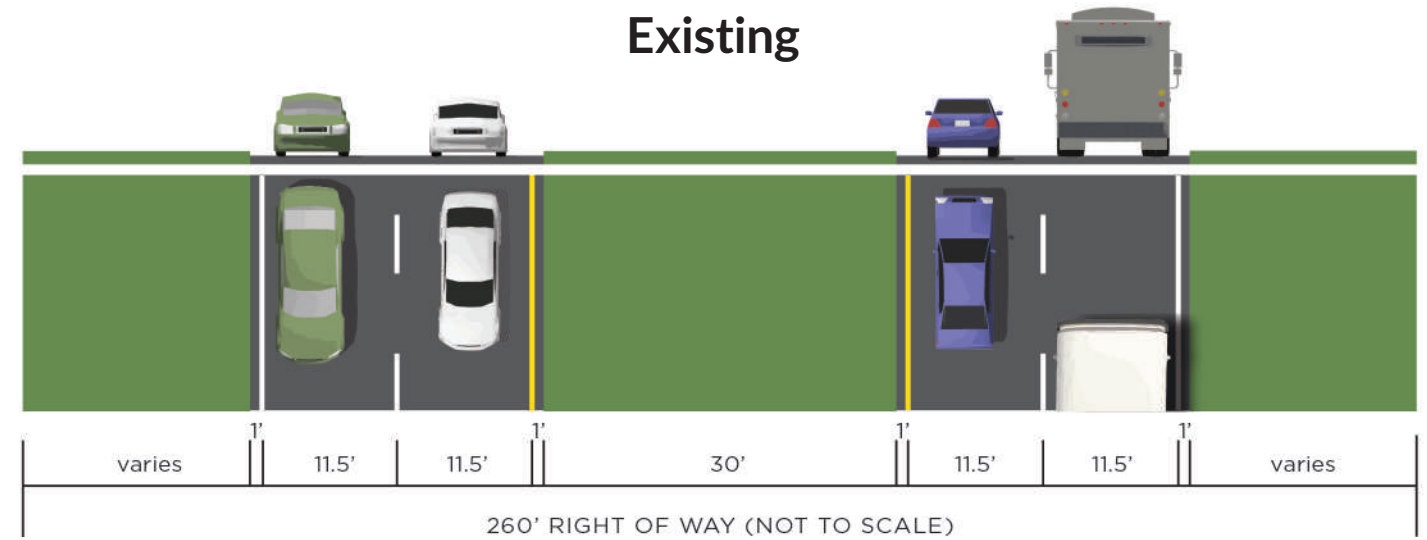 Existing
1’ 1’ 1’ 1’
varies 11.5’ 11.5’ 30’ 11.5’ 11.5’ varies
260’ RIGHT OF WAY (NOT TO SCALE)